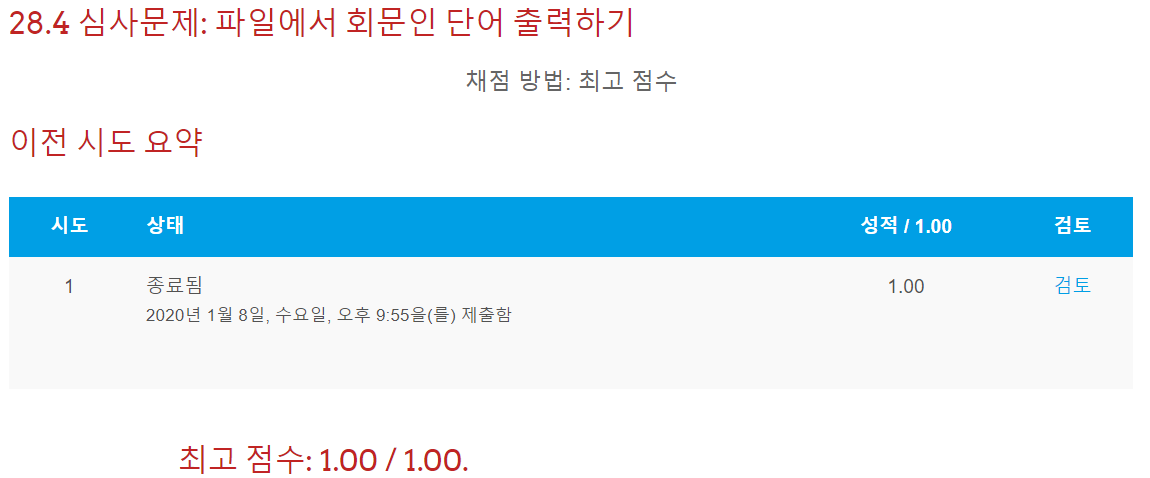 28.4 심사문제: 파일에서 회문인 단어 출력하기
채점 방법: 최고 점수
이전 시도 요약
시도 상태 성적 / 1.00 검토
1 종료됨 1.00 검토
2020년 1월 8일, 수요일, 오후 9:55을(를) 제출함
최고 점수: 1.00 / 1.00.